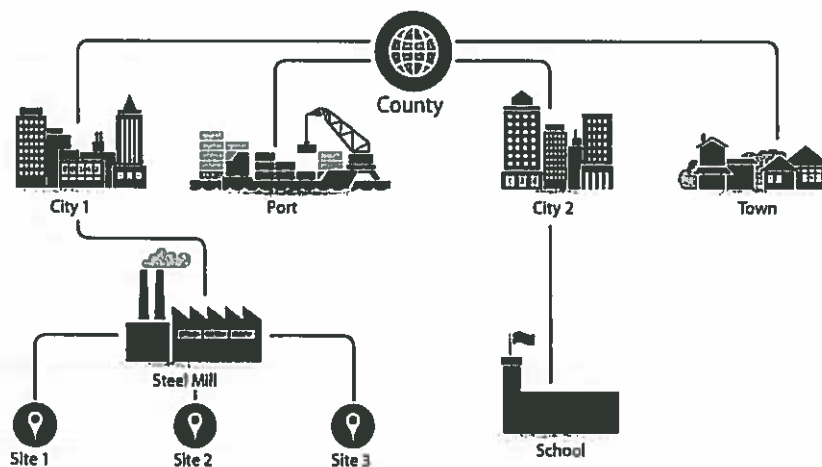 County
City 1
Port
City 2
Town
Steel Mill
School
Site 1
Site 2
Site 3